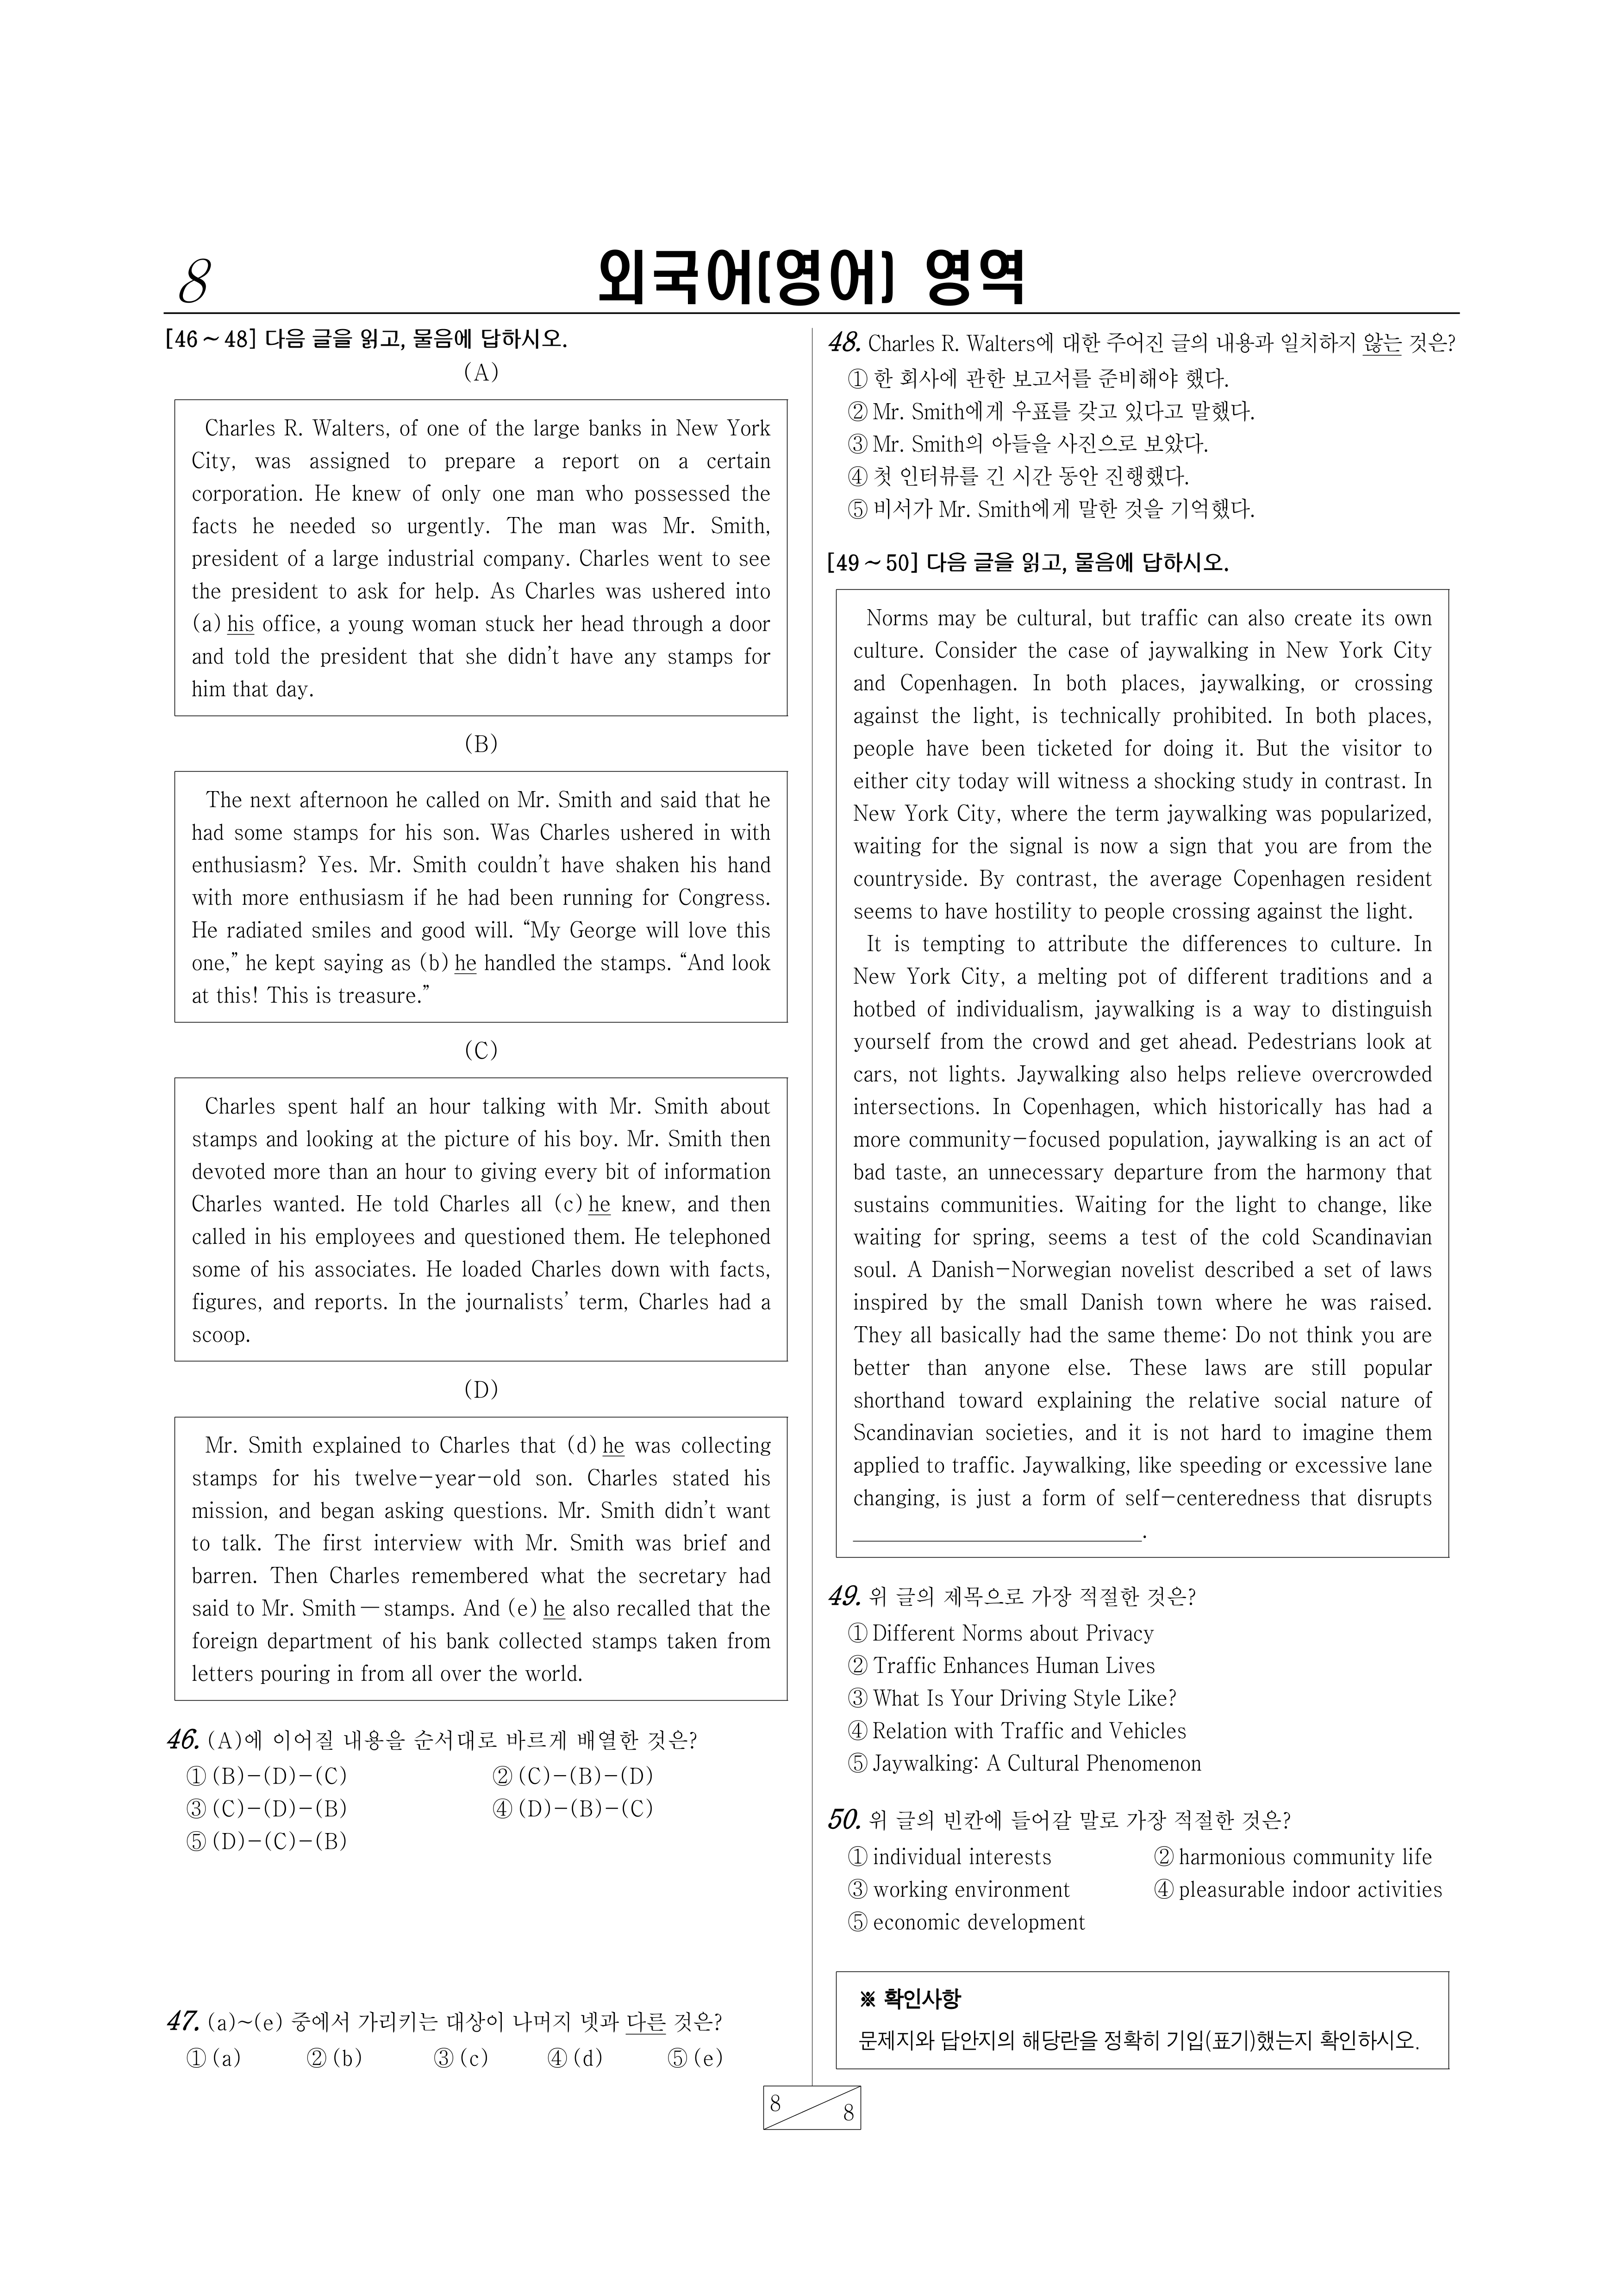 8
외국어(영어) 영역
[46~48] 다음 글을 읽고, 물음에 답하시오.
(A)
Charles R. Walters, of one of the large banks in New York
City, was assigned to prepare a report on a certain
corporation. He knew of only one man who possessed the
facts he needed so urgently. The man was Mr. Smith,
president of a large industrial company. Charles went to see
the president to ask for help. As Charles was ushered into
(a) his office, a young woman stuck her head through a door
and told the president that she didn't have any stamps for
him that day.
(B)
The next afternoon he called on Mr. Smith and said that he
had some stamps for his son. Was Charles ushered in with
enthusiasm? Yes. Mr. Smith couldn't have shaken his hand
with more enthusiasm if he had been running for Congress.
He radiated smiles and good will. “My George will love this
one,” he kept saying as (b) he handled the stamps. “And look
at this! This is treasure.”
(C)
Charles spent half an hour talking with Mr. Smith about
stamps and looking at the picture of his boy. Mr. Smith then
devoted more than an hour to giving every bit of information
Charles wanted. He told Charles all (c) he knew, and then
called in his employees and questioned them. He telephoned
some of his associates. He loaded Charles down with facts,
figures, and reports. In the journalists' term, Charles had a
scoop.
(D)
Mr. Smith explained to Charles that (d) he was collecting
stamps for his twelve-year-old son. Charles stated his
mission, and began asking questions. Mr. Smith didn't want
to talk. The first interview with Mr. Smith was brief and
barren. Then Charles remembered what the secretary had
said to Mr. Smith — stamps. And (e) he also recalled that the
foreign department of his bank collected stamps taken from
letters pouring in from all over the world.
46. (A)에 이어질 내용을 순서대로 바르게 배열한 것은?
① (B)-(D)-(C) ② (C)-(B)-(D)
③ (C)-(D)-(B) ④ (D)-(B)-(C)
⑤ (D)-(C)-(B)
47. (a)~(e) 중에서 가리키는 대상이 나머지 넷과 다른 것은?
① (a) ② (b) ③ (c) ④ (d) ⑤ (e)
48. Charles R. Walters에 대한 주어진 글의 내용과 일치하지 않는 것은?
① 한 회사에 관한 보고서를 준비해야 했다.
② Mr. Smith에게 우표를 갖고 있다고 말했다.
③ Mr. Smith의 아들을 사진으로 보았다.
④ 첫 인터뷰를 긴 시간 동안 진행했다.
⑤ 비서가 Mr. Smith에게 말한 것을 기억했다.
[49~50] 다음 글을 읽고, 물음에 답하시오.
Norms may be cultural, but traffic can also create its own
culture. Consider the case of jaywalking in New York City
and Copenhagen. In both places, jaywalking, or crossing
against the light, is technically prohibited. In both places,
people have been ticketed for doing it. But the visitor to
either city today will witness a shocking study in contrast. In
New York City, where the term jaywalking was popularized,
waiting for the signal is now a sign that you are from the
countryside. By contrast, the average Copenhagen resident
seems to have hostility to people crossing against the light.
It is tempting to attribute the differences to culture. In
New York City, a melting pot of different traditions and a
hotbed of individualism, jaywalking is a way to distinguish
yourself from the crowd and get ahead. Pedestrians look at
cars, not lights. Jaywalking also helps relieve overcrowded
intersections. In Copenhagen, which historically has had a
more community-focused population, jaywalking is an act of
bad taste, an unnecessary departure from the harmony that
sustains communities. Waiting for the light to change, like
waiting for spring, seems a test of the cold Scandinavian
soul. A Danish-Norwegian novelist described a set of laws
inspired by the small Danish town where he was raised.
They all basically had the same theme: Do not think you are
better than anyone else. These laws are still popular
shorthand toward explaining the relative social nature of
Scandinavian societies, and it is not hard to imagine them
applied to traffic. Jaywalking, like speeding or excessive lane
changing, is just a form of self-centeredness that disrupts
____________________.
49. 위 글의 제목으로 가장 적절한 것은?
① Different Norms about Privacy
② Traffic Enhances Human Lives
③ What Is Your Driving Style Like?
④ Relation with Traffic and Vehicles
⑤ Jaywalking: A Cultural Phenomenon
50. 위 글의 빈칸에 들어갈 말로 가장 적절한 것은?
① individual interests ② harmonious community life
③ working environment ④ pleasurable indoor activities
⑤ economic development
※ 확인사항
문제지와 답안지의 해당란을 정확히 기입(표기)했는지 확인하시오.
8
8